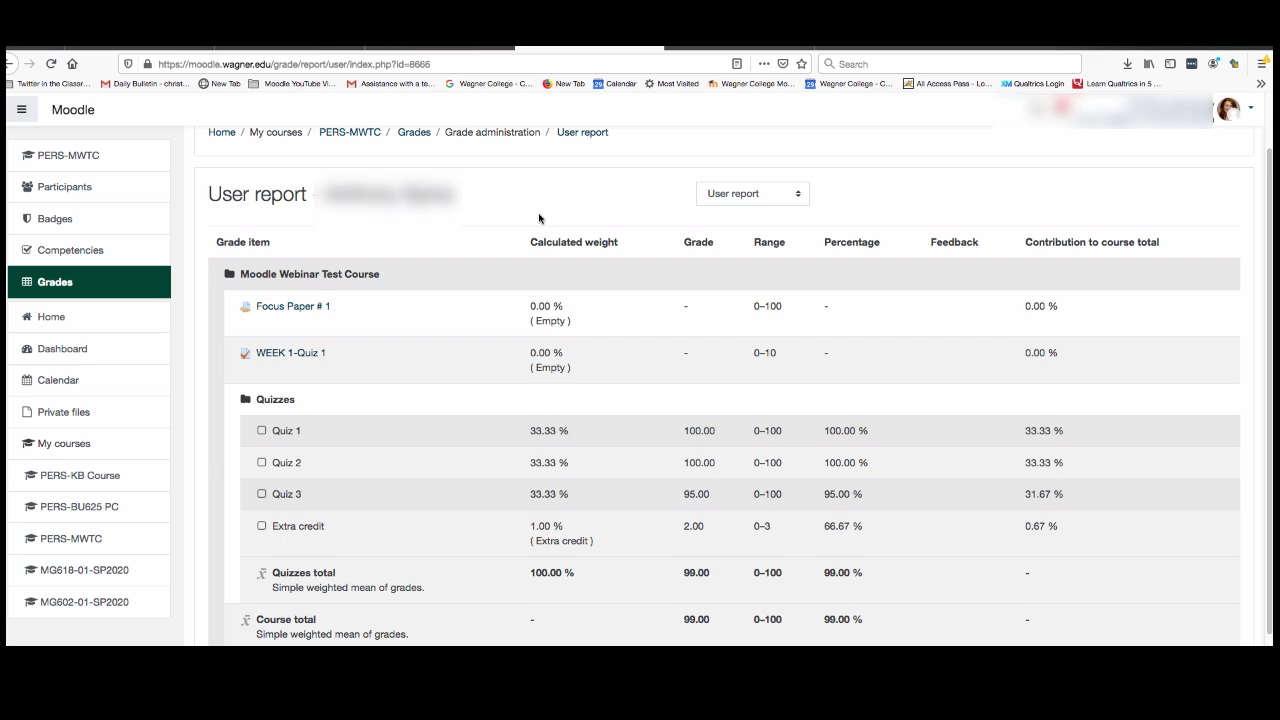 https://moodle.wagner.edu/grade/report/user/index.php?id=8666
Search
Twitter in the Classr...
Daily Bulletin - christ...
New Tab
Moodle YouTube Vi...
Assistance with a te...
Wagner College - C...
New Tab
Calendar
Most Visited
Wagner College Mo...
Wagner College - C...
All Access Pass - Lo...
XM Qualtrics Login
Learn Qualtrics in 5 ...
Moodle
Home / My courses / PERS-MWTC / Grades / Grade administration / User report
PERS-MWTC
Participants
Badges
Competencies
Grades
Home
Dashboard
Calendar
Private files
My courses
PERS-KB Course
PERS-BU625 PC
PERS-MWTC
MG618-01-SP2020
MG602-01-SP2020
User report -
User report
Grade item Calculated weight Grade Range Percentage Feedback Contribution to course total
Moodle Webinar Test Course
Focus Paper # 1 0.00 % - 0–100 - 0.00 %
( Empty )
WEEK 1-Quiz 1 0.00 % - 0–10 - 0.00 %
( Empty )
Quizzes
Quiz 1 33.33 % 100.00 0–100 100.00 % 33.33 %
Quiz 2 33.33 % 100.00 0–100 100.00 % 33.33 %
Quiz 3 33.33 % 95.00 0–100 95.00 % 31.67 %
Extra credit 1.00 % 2.00 0–3 66.67 % 0.67 %
( Extra credit )
Quizzes total 100.00 % 99.00 0–100 99.00 % -
Simple weighted mean of grades.
Course total - 99.00 0–100 99.00 % -
Simple weighted mean of grades.